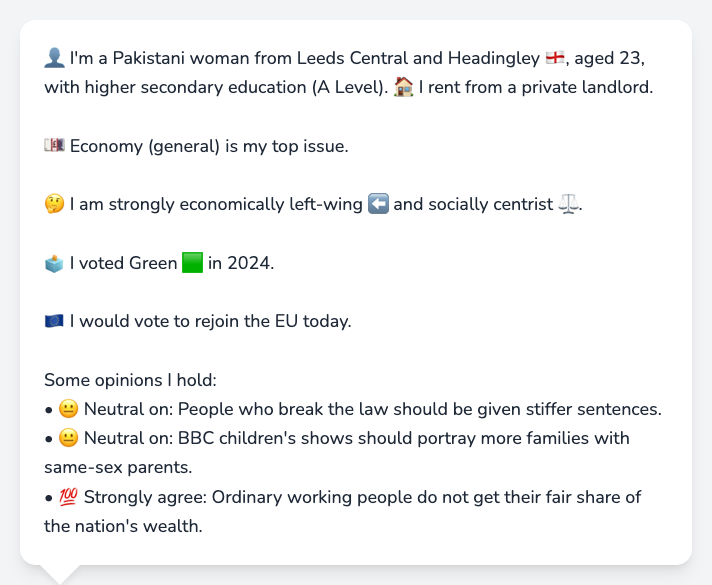 👤 I'm a Pakistani woman from Leeds Central and Headingley 🏴󠁧󠁢󠁥󠁮󠁧󠁿, aged 23,
with higher secondary education (A Level). 🏠 I rent from a private landlord.
💷 Economy (general) is my top issue.
🤔 I am strongly economically left-wing ⬅️ and socially centrist ⚖️.
🗳️ I voted Green 🟩 in 2024.
🇪🇺 I would vote to rejoin the EU today.
Some opinions I hold:
• 😐 Neutral on: People who break the law should be given stiffer sentences.
• 😐 Neutral on: BBC children's shows should portray more families with
same-sex parents.
• 💯 Strongly agree: Ordinary working people do not get their fair share of
the nation's wealth.